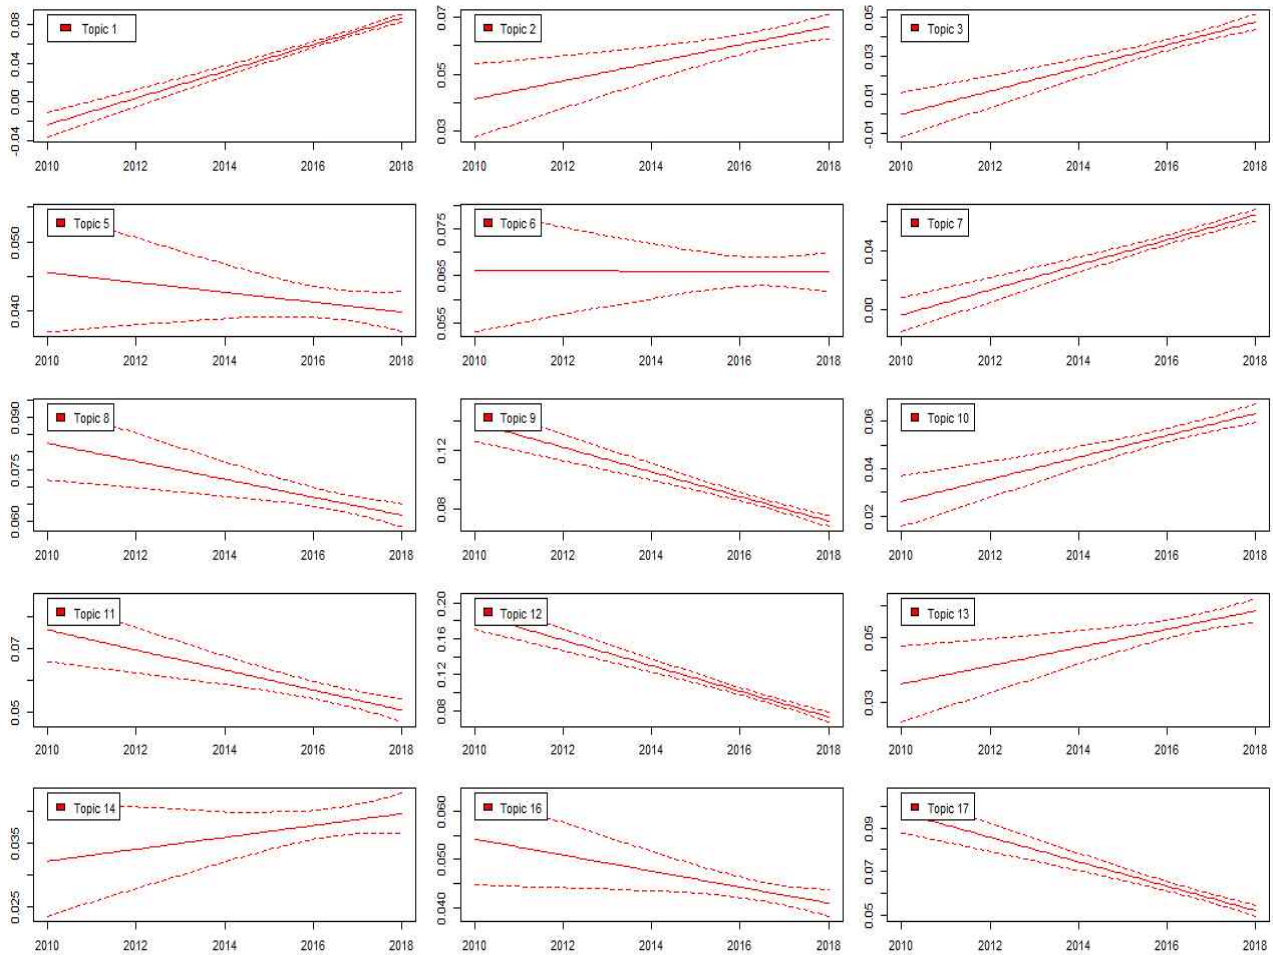 Topic 1
-0.04 0.00 0.04 0.08
2010 2012 2014 2016 2018
Topic 2
0.03 0.05 0.07
2010 2012 2014 2016 2018
Topic 3
-0.01 0.01 0.03 0.05
2010 2012 2014 2016 2018
Topic 5
0.040 0.050
2010 2012 2014 2016 2018
Topic 6
0.055 0.065 0.075
2010 2012 2014 2016 2018
Topic 7
0.00 0.04
2010 2012 2014 2016 2018
Topic 8
0.060 0.075 0.090
2010 2012 2014 2016 2018
Topic 9
0.08 0.12
2010 2012 2014 2016 2018
Topic 10
0.02 0.04 0.06
2010 2012 2014 2016 2018
Topic 11
0.05 0.07
2010 2012 2014 2016 2018
Topic 12
0.08 0.12 0.16 0.20
2010 2012 2014 2016 2018
Topic 13
0.03 0.05
2010 2012 2014 2016 2018
Topic 14
0.025 0.035
2010 2012 2014 2016 2018
Topic 16
0.040 0.050 0.060
2010 2012 2014 2016 2018
Topic 17
0.05 0.07 0.09
2010 2012 2014 2016 2018